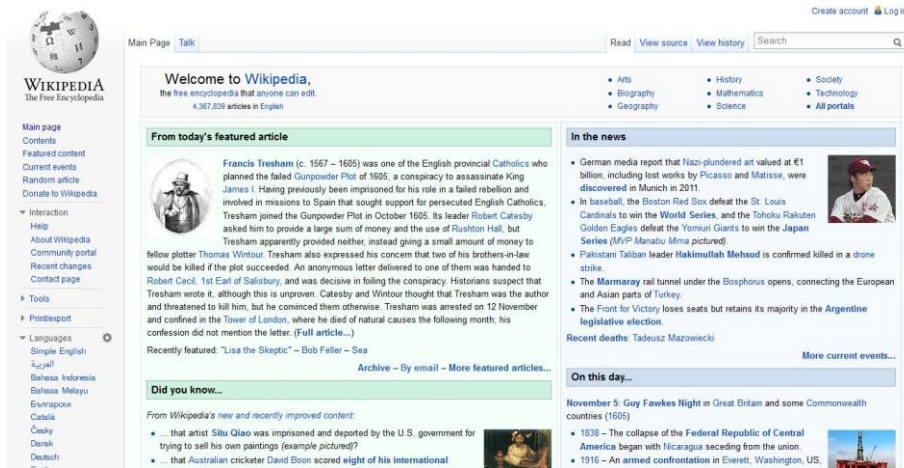 Create account Log in
Main Page Talk Read View source View history Search
WIKIPEDIA
The Free Encyclopedia
Main page
Contents
Featured content
Current events
Random article
Donate to Wikipedia
Interaction
Help
About Wikipedia
Community portal
Recent changes
Contact page
Tools
Print/export
Languages
Simple English
العربية
Bahasa Indonesia
Bahasa Melayu
Български
Català
Česky
Dansk
Deutsch
Welcome to Wikipedia,
the free encyclopedia that anyone can edit.
4,367,839 articles in English
• Arts • History • Society
• Biography • Mathematics • Technology
• Geography • Science • All portals
From today's featured article
Francis Tresham (c. 1567 – 1605) was one of the English provincial Catholics who
planned the failed Gunpowder Plot of 1605, a conspiracy to assassinate King
James I. Having previously been imprisoned for his role in a failed rebellion and
involved in missions to Spain that sought support for persecuted English Catholics,
Tresham joined the Gunpowder Plot in October 1605. Its leader Robert Catesby
asked him to provide a large sum of money and the use of Rushton Hall, but
Tresham apparently provided neither, instead giving a small amount of money to
fellow plotter Thomas Wintour. Tresham also expressed his concern that two of his brothers-in-law
would be killed if the plot succeeded. An anonymous letter delivered to one of them was handed to
Robert Cecil, 1st Earl of Salisbury, and was decisive in foiling the conspiracy. Historians suspect that
Tresham wrote it, although this is unproven. Catesby and Wintour thought that Tresham was the author
and threatened to kill him, but he convinced them otherwise. Tresham was arrested on 12 November
and confined in the Tower of London, where he died of natural causes the following month; his
confession did not mention the letter. (Full article...)
Recently featured: "Lisa the Skeptic" – Bob Feller – Sea
Archive – By email – More featured articles...
Did you know...
From Wikipedia's new and recently improved content:
• ... that artist Situ Qiao was imprisoned and deported by the U.S. government for
trying to sell his own paintings (example pictured)?
• ... that Australian cricketer David Boon scored eight of his international
In the news
• German media report that Nazi-plundered art valued at €1
billion, including lost works by Picasso and Matisse, were
discovered in Munich in 2011.
• In baseball, the Boston Red Sox defeat the St. Louis
Cardinals to win the World Series, and the Tohoku Rakuten
Golden Eagles defeat the Yomiuri Giants to win the Japan
Series (MVP Manabu Mima pictured).
• Pakistani Taliban leader Hakimullah Mehsud is confirmed killed in a drone
strike.
• The Marmaray rail tunnel under the Bosphorus opens, connecting the European
and Asian parts of Turkey.
• The Front for Victory loses seats but retains its majority in the Argentine
legislative election.
Recent deaths: Tadeusz Mazowiecki
More current events...
On this day...
November 5: Guy Fawkes Night in Great Britain and some Commonwealth
countries (1605)
• 1838 – The collapse of the Federal Republic of Central
America began with Nicaragua seceding from the union.
• 1916 – An armed confrontation in Everett, Washington, US,